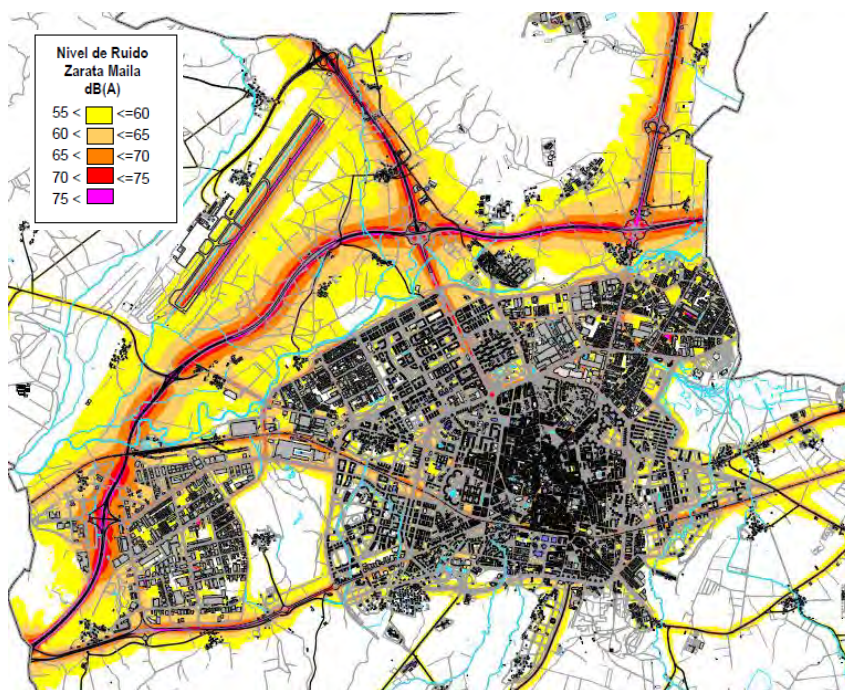 Nivel de Ruido
Zarata Maila
dB(A)
55 < <=60
60 < <=65
65 < <=70
70 < <=75
75 <